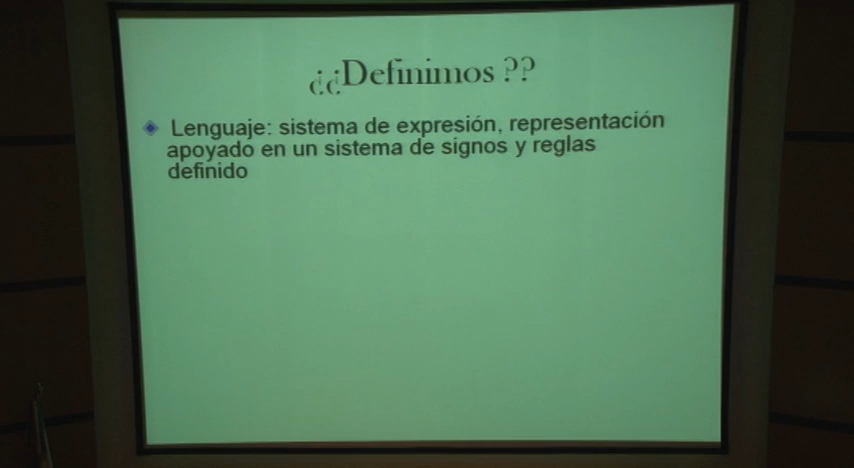 ¿¿Definimos ??
Lenguaje: sistema de expresión, representación
apoyado en un sistema de signos y reglas
definido